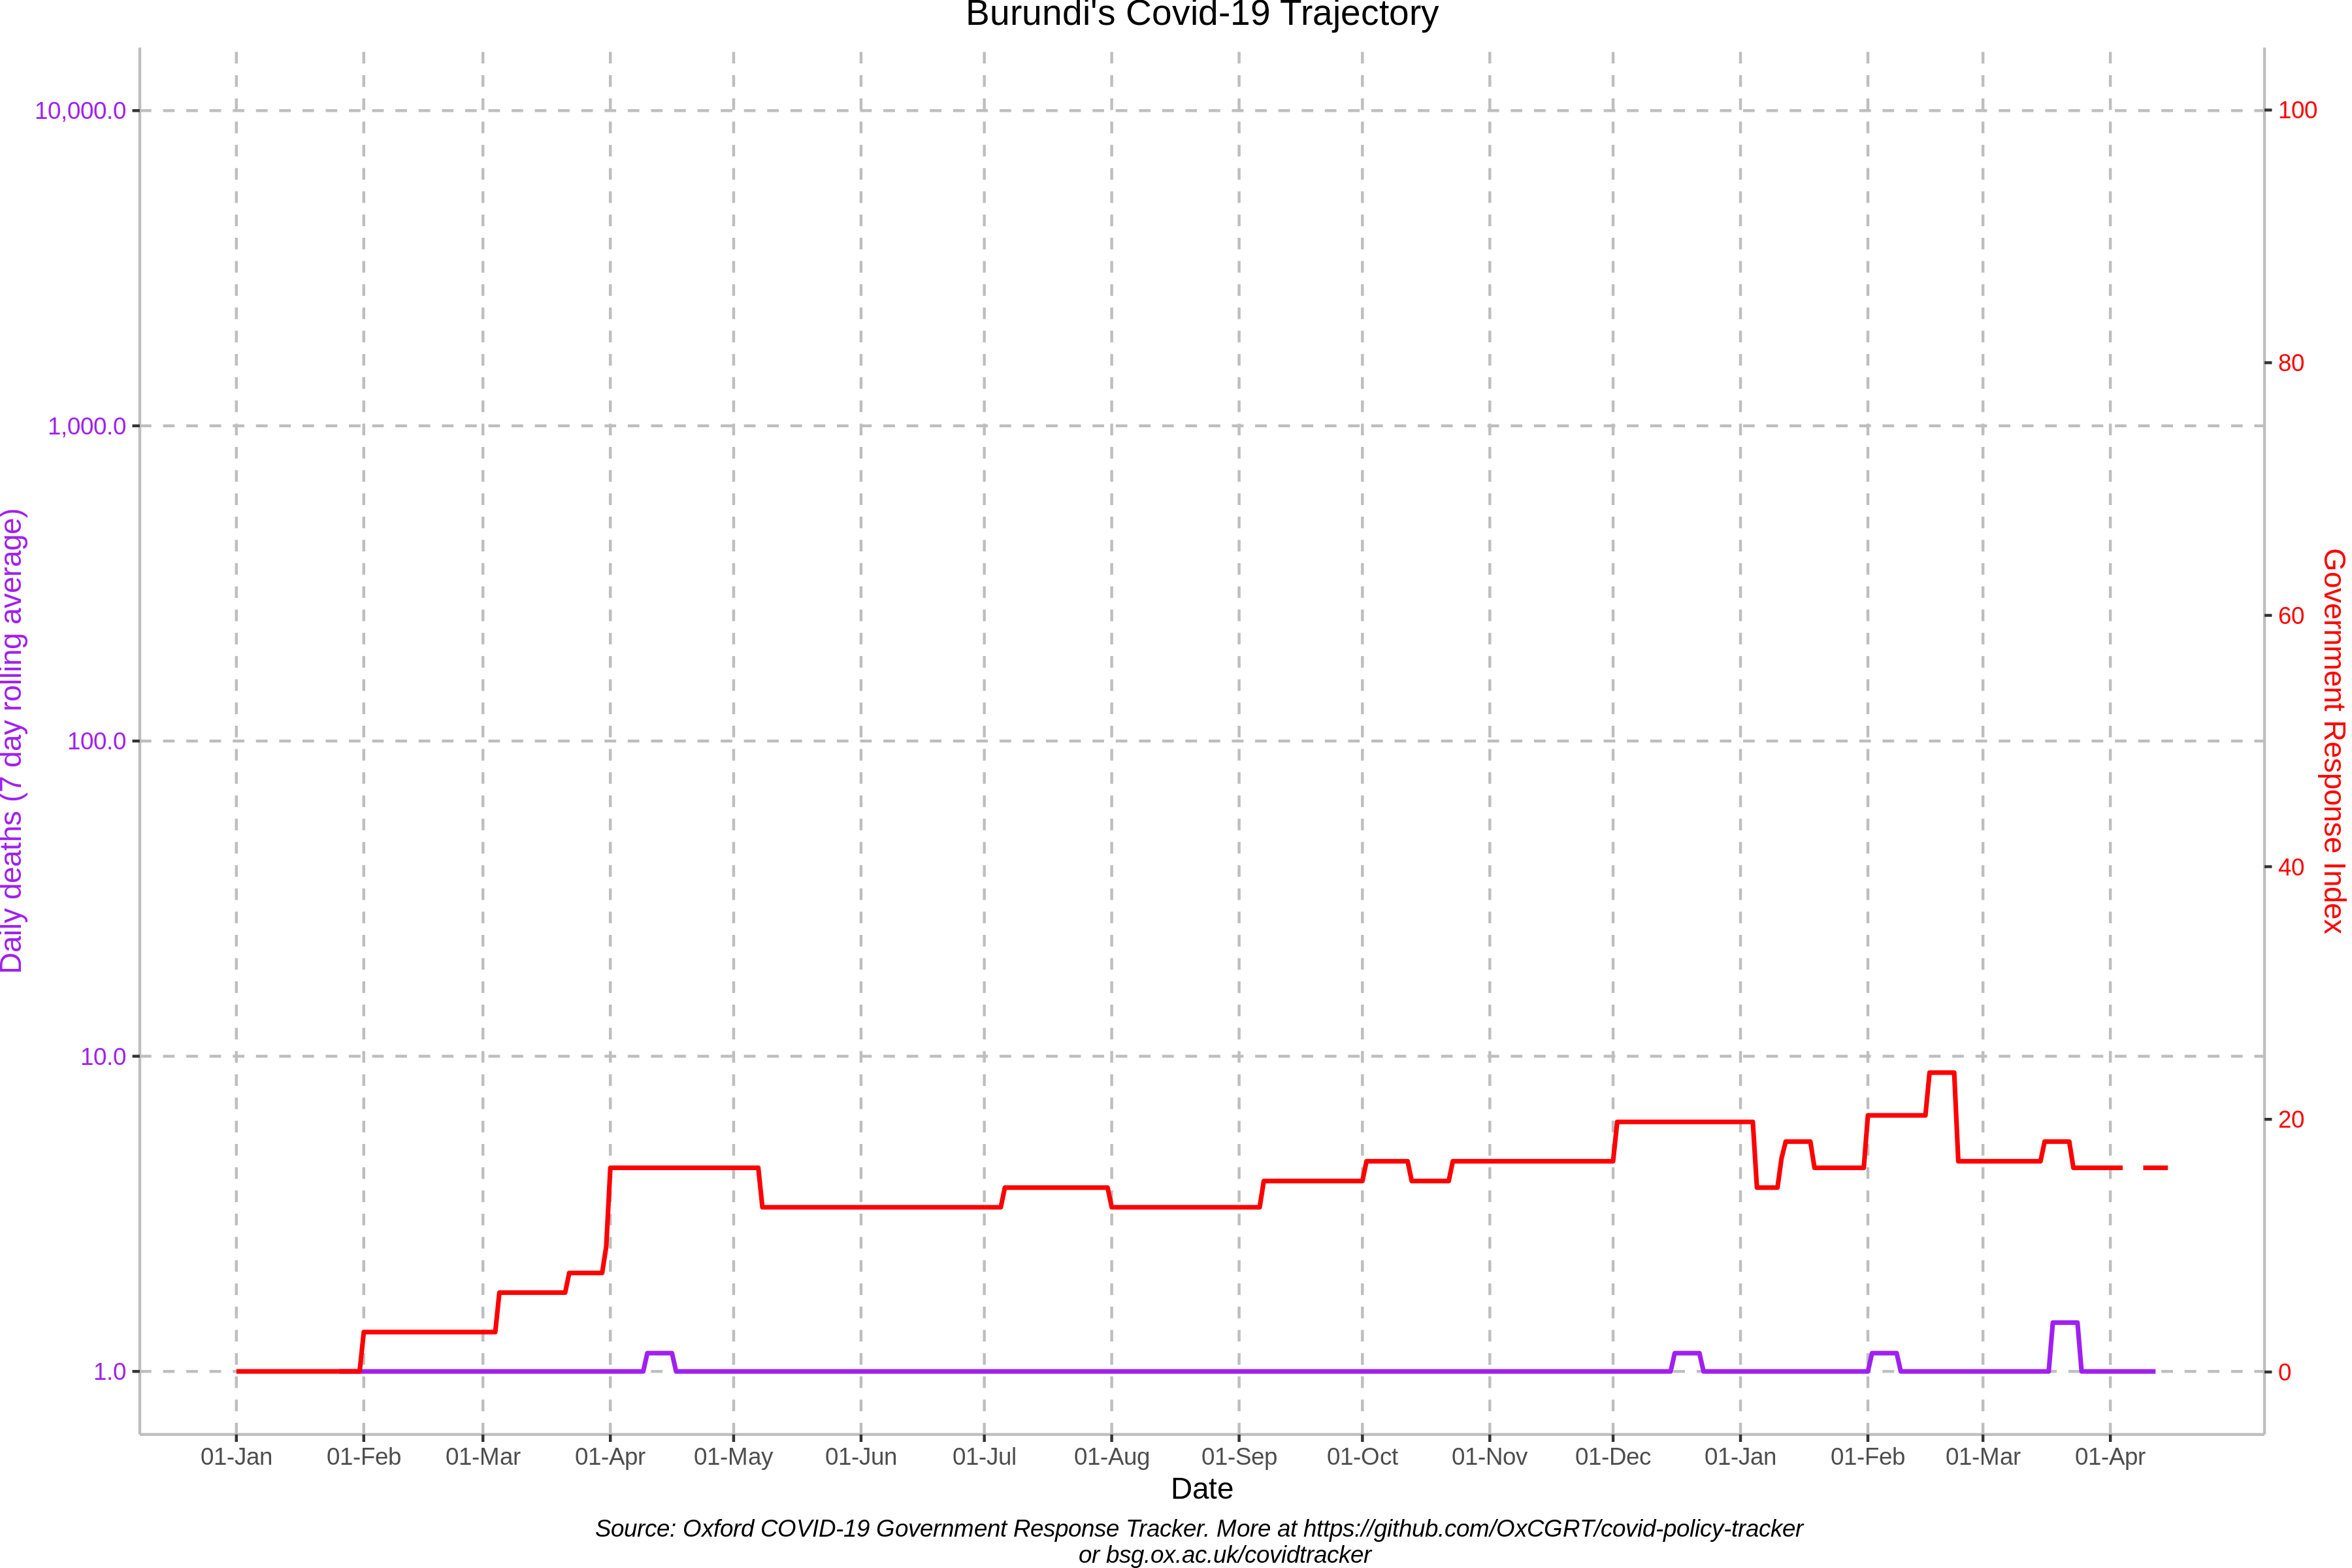 Burundi's Covid-19 Trajectory
10,000.0
1,000.0
100.0
10.0
1.0
Daily deaths (7 day rolling average)
100
80
60
40
20
0
Government Response Index
01-Jan 01-Feb 01-Mar 01-Apr 01-May 01-Jun 01-Jul 01-Aug 01-Sep 01-Oct 01-Nov 01-Dec 01-Jan 01-Feb 01-Mar 01-Apr
Date
Source: Oxford COVID-19 Government Response Tracker. More at https://github.com/OxCGRT/covid-policy-tracker
or bsg.ox.ac.uk/covidtracker